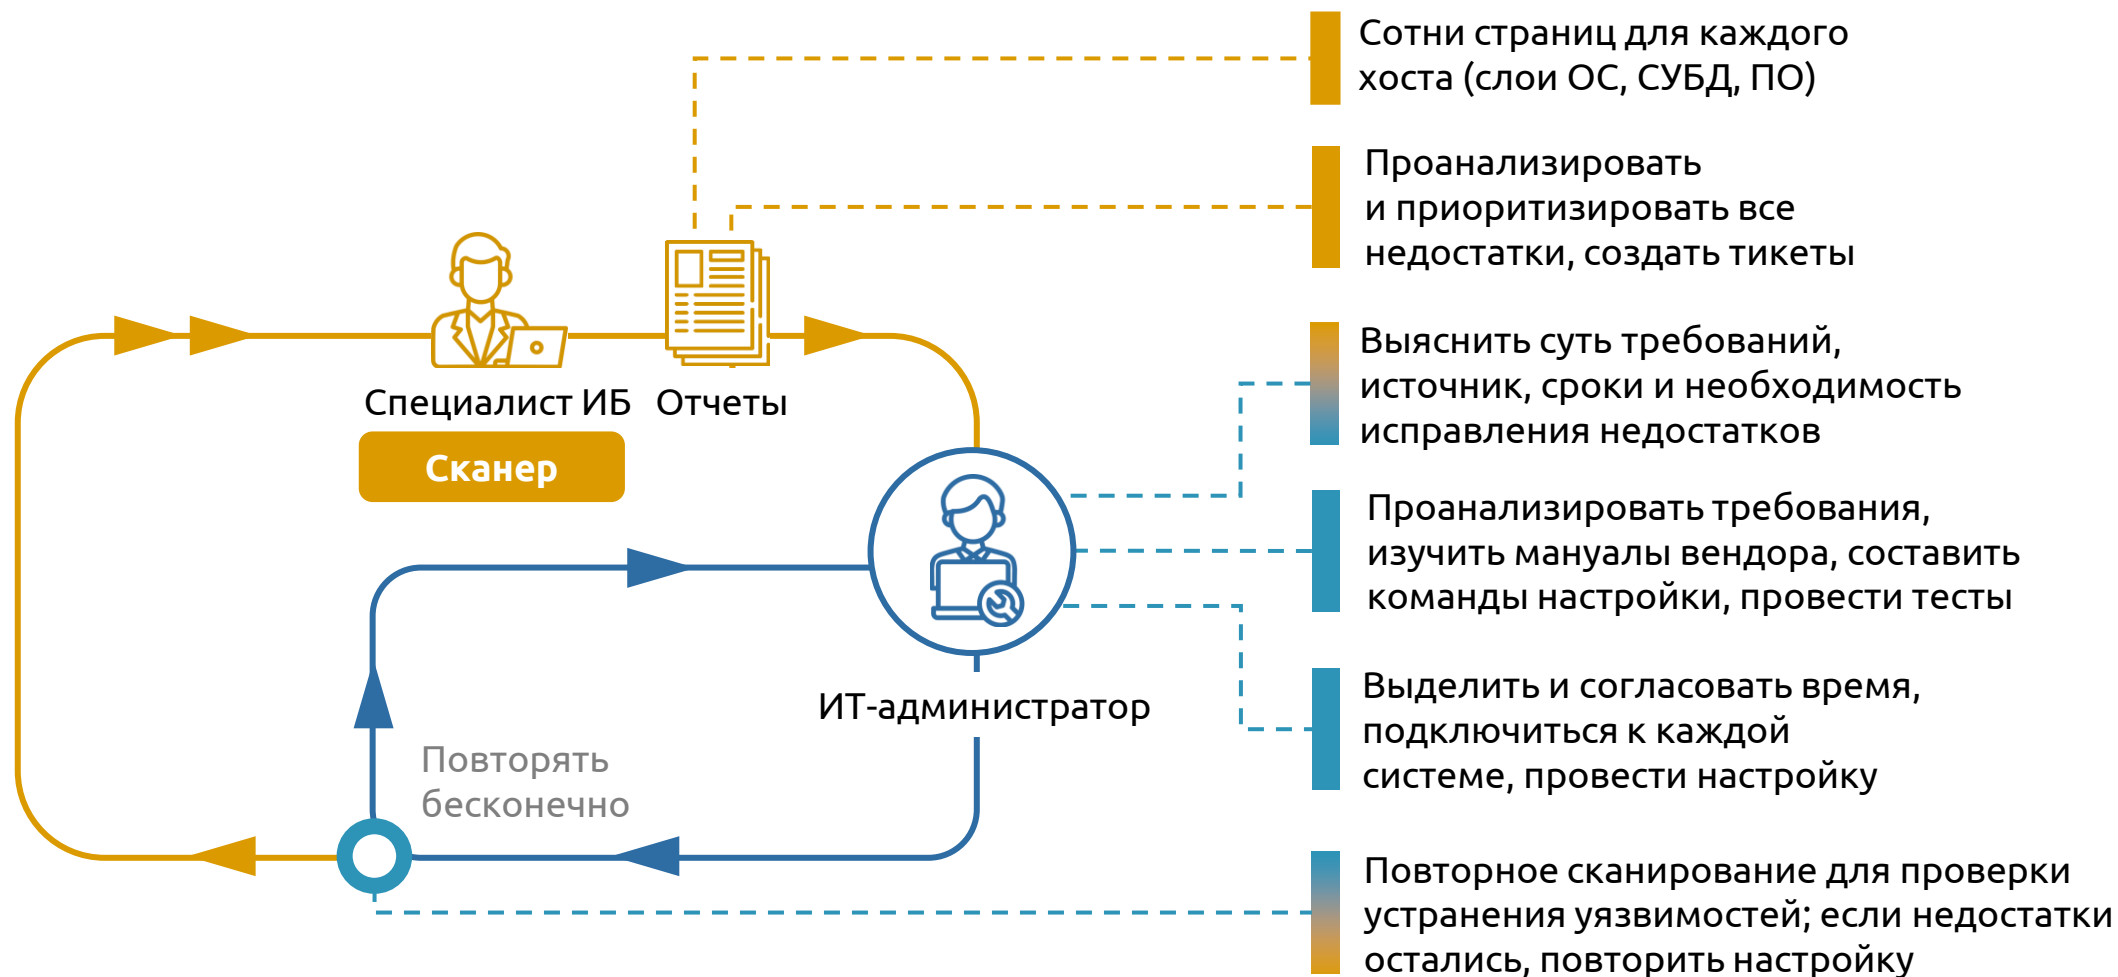 Сотни страниц для каждого
хоста (слои ОС, СУБД, ПО)
Проанализировать
и приоритизировать все
недостатки, создать тикеты
Специалист ИБ
Отчеты
Сканер
Выяснить суть требований,
источник, сроки и необходимость
исправления недостатков
Проанализировать требования,
изучить мануалы вендора, составить
команды настройки, провести тесты
ИТ-администратор
Выделить и согласовать время,
подключиться к каждой
системе, провести настройку
Повторять
бесконечно
Повторное сканирование для проверки
устранения уязвимостей; если недостатки
остались, повторить настройку